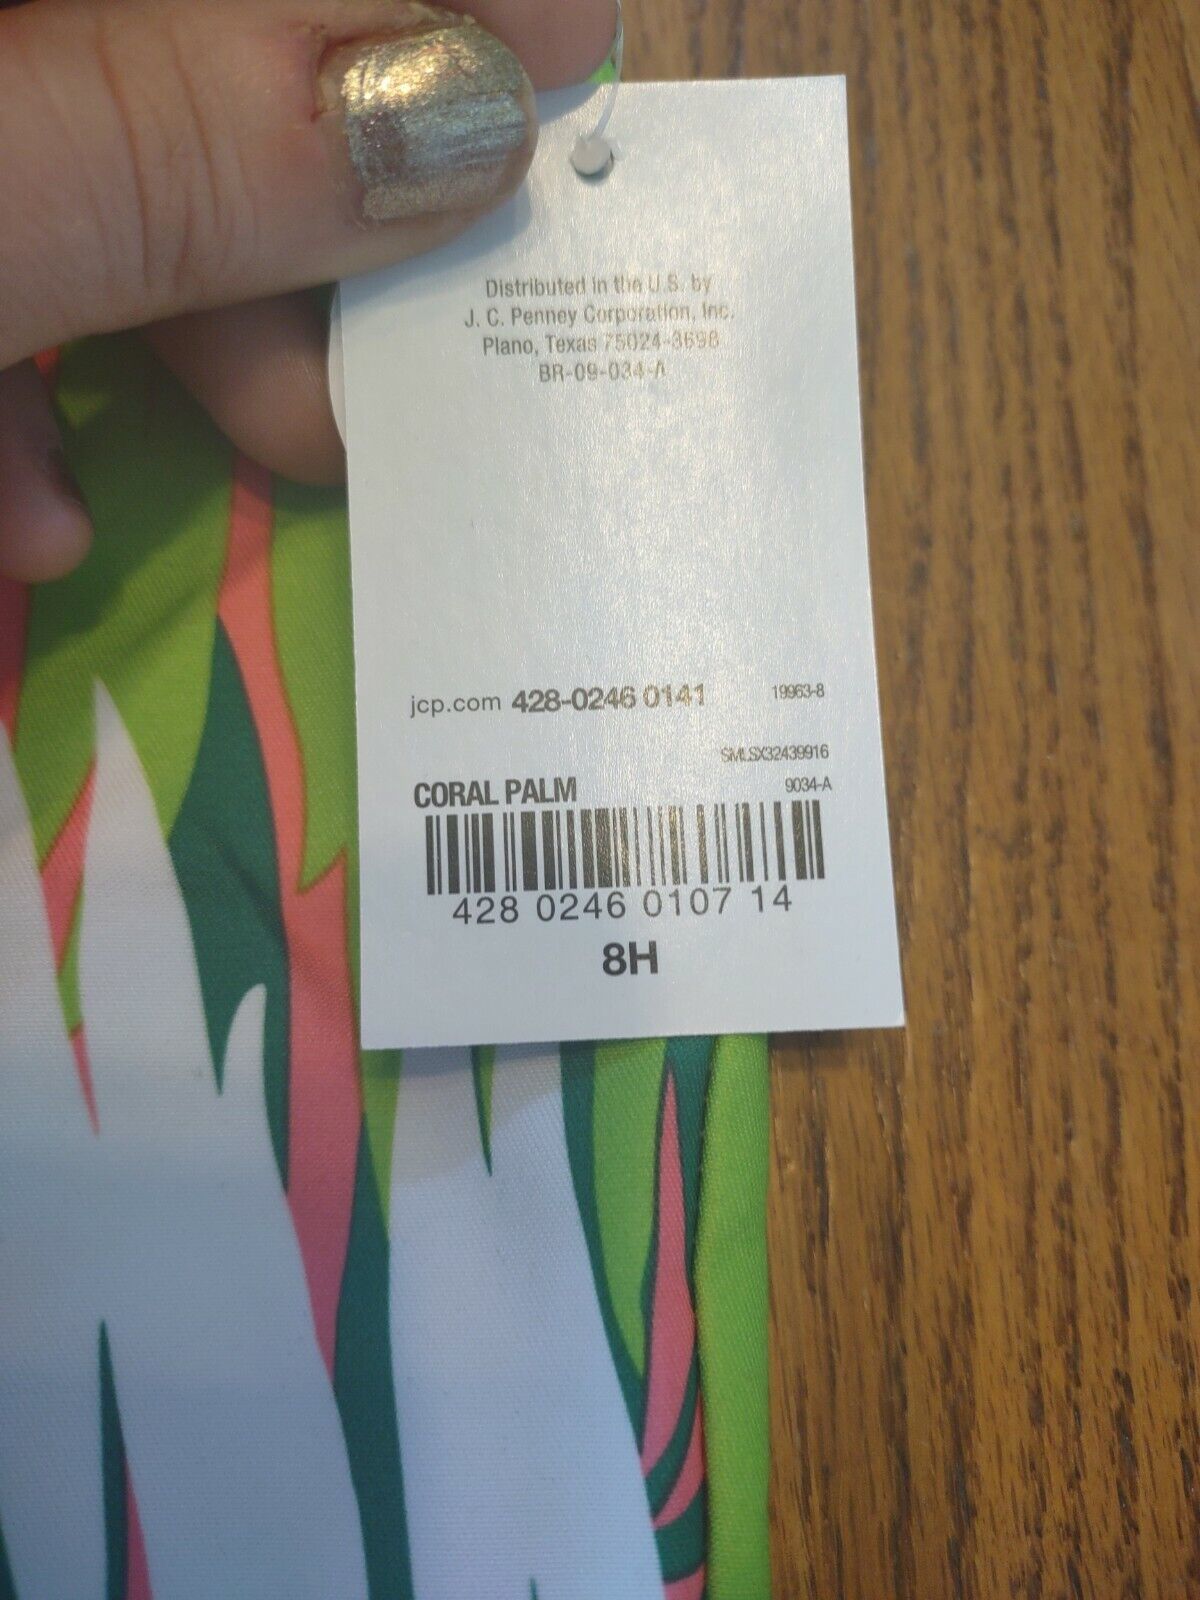 Distributed in the U.S. by
J. C. Penney Corporation, Inc.
Plano, Texas 75024-3698
BR-09-034-A
jcp.com 428-0246 0141 19963-8
SMLSX32439916
CORAL PALM 9034-A
428 0246 0107 14
8H